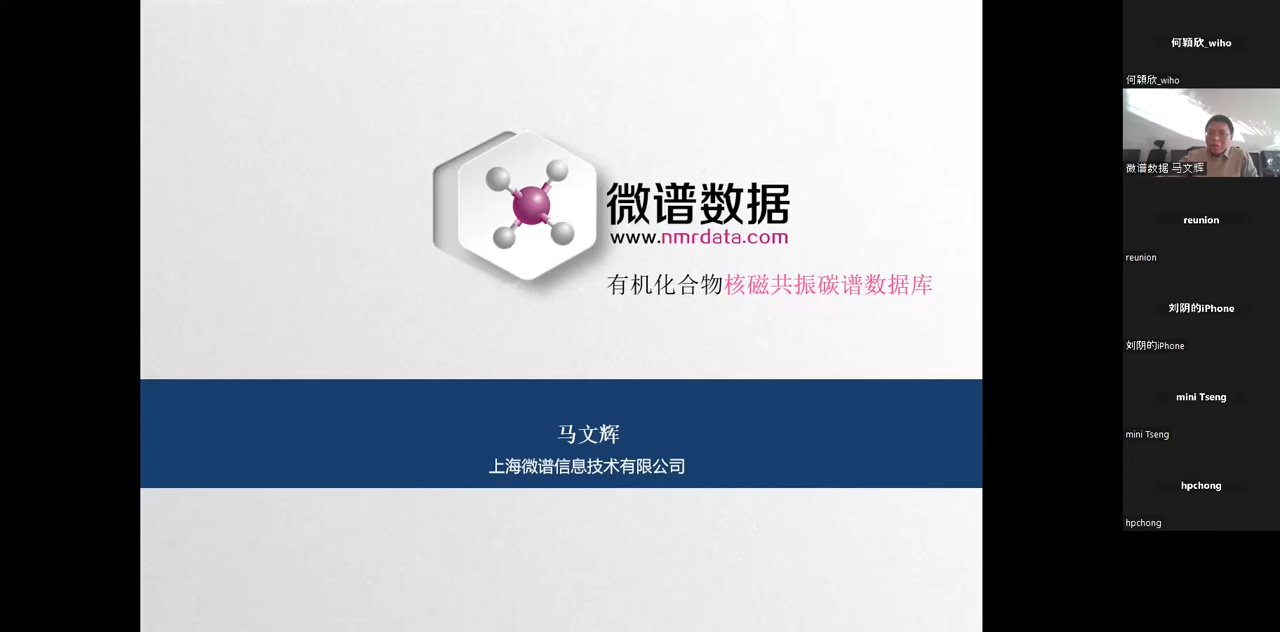 微谱数据
www.nmrdata.com
有机化合物核磁共振碳谱数据库
马文辉
上海微谱信息技术有限公司
何穎欣_wiho
何穎欣_wiho
微谱数据 马文辉
reunion
reunion
刘阴的iPhone
刘阴的iPhone
mini Tseng
mini Tseng
hpchong
hpchong